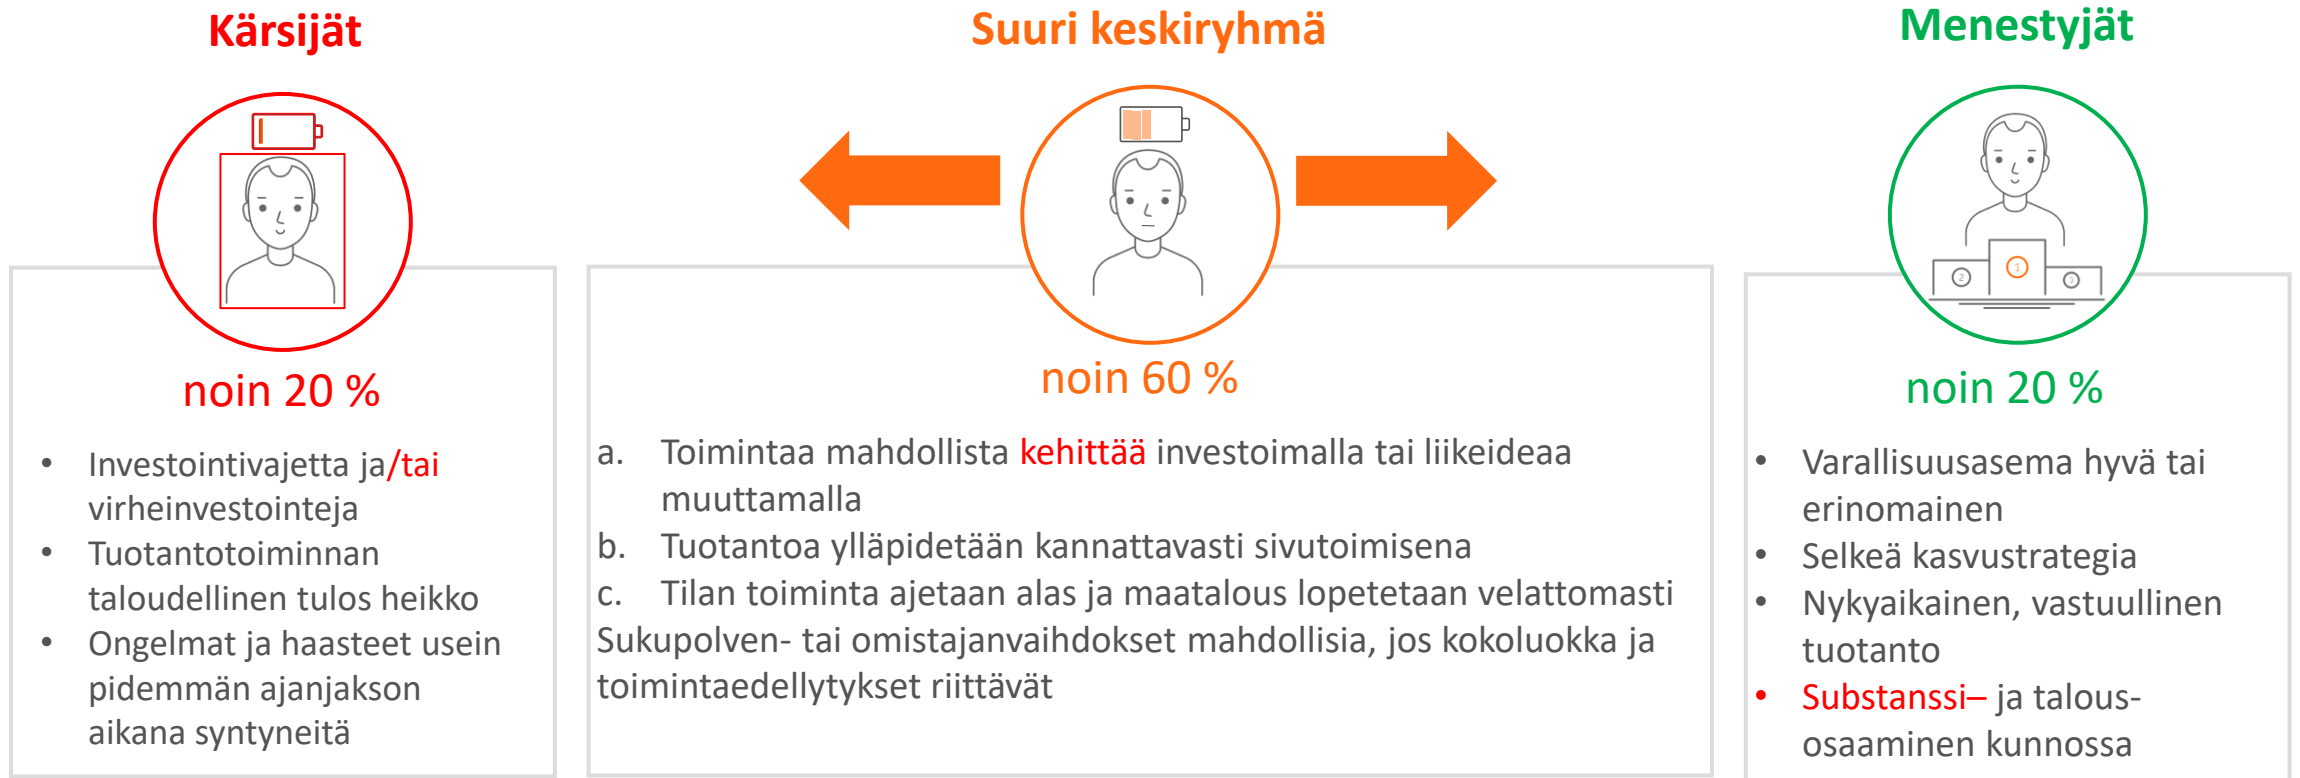 Kärsijät
noin 20 %
• Investointivajetta ja/tai
virheinvestointeja
• Tuotantotoiminnan
taloudellinen tulos heikko
• Ongelmat ja haasteet usein
pidemmän ajanjakson
aikana syntyneitä
Suuri keskiryhmä
noin 60 %
a. Toimintaa mahdollista kehittää investoimalla tai liikeideaa
muuttamalla
b. Tuotantoa ylläpidetään kannattavasti sivutoimisena
c. Tilan toiminta ajetaan alas ja maatalous lopetetaan velattomasti
Sukupolven- tai omistajanvaihdokset mahdollisia, jos kokoluokka ja
toimintaedellytykset riittävät
Menestyjät
2 1 3
noin 20 %
• Varallisuusasema hyvä tai
erinomainen
• Selkeä kasvustrategia
• Nykyaikainen, vastuullinen
tuotanto
• Substanssi– ja talous-
osaaminen kunnossa